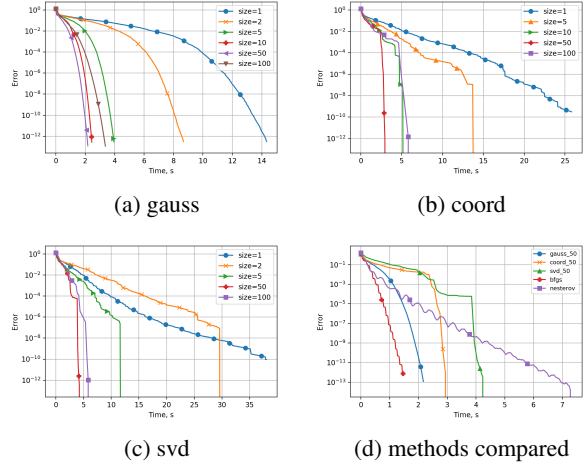 10⁰
10⁻²
10⁻⁴
10⁻⁶
10⁻⁸
10⁻¹⁰
10⁻¹²
Error
0 2 4 6 8 10 12 14
Time, s
size=1
size=2
size=5
size=10
size=50
size=100
(a) gauss
10⁰
10⁻²
10⁻⁴
10⁻⁶
10⁻⁸
10⁻¹⁰
10⁻¹²
Error
0 5 10 15 20 25
Time, s
size=1
size=5
size=10
size=50
size=100
(b) coord
10⁰
10⁻²
10⁻⁴
10⁻⁶
10⁻⁸
10⁻¹⁰
10⁻¹²
Error
0 5 10 15 20 25 30 35
Time, s
size=1
size=2
size=5
size=50
size=100
(c) svd
10⁻¹
10⁻³
10⁻⁵
10⁻⁷
10⁻⁹
10⁻¹¹
10⁻¹³
Error
0 1 2 3 4 5 6 7
Time, s
gauss_50
coord_50
svd_50
bfgs
nesterov
(d) methods compared